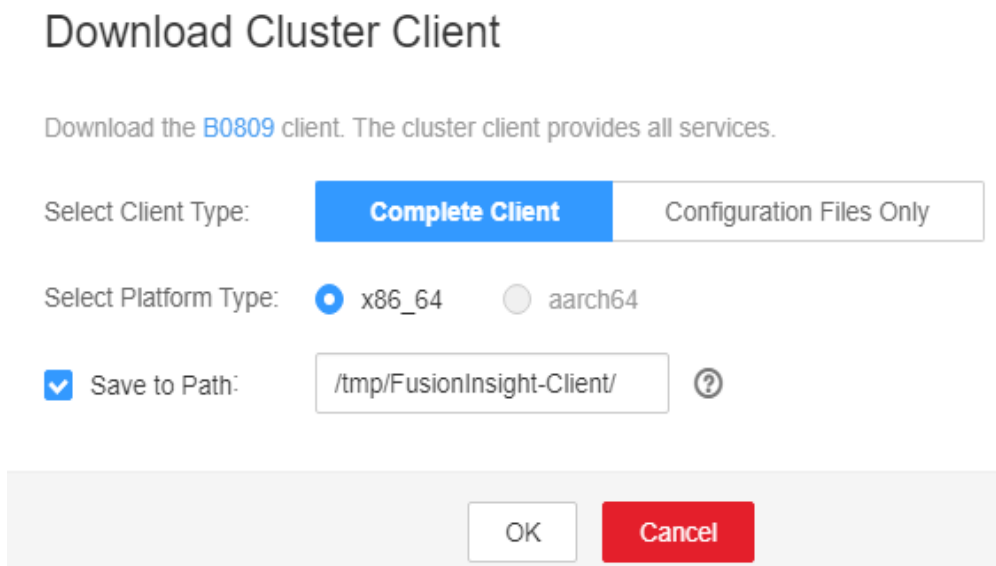 Download Cluster Client
Download the B0809 client. The cluster client provides all services.
Select Client Type: Complete Client Configuration Files Only
Select Platform Type: x86_64 aarch64
Save to Path: /tmp/FusionInsight-Client/ ?
OK Cancel